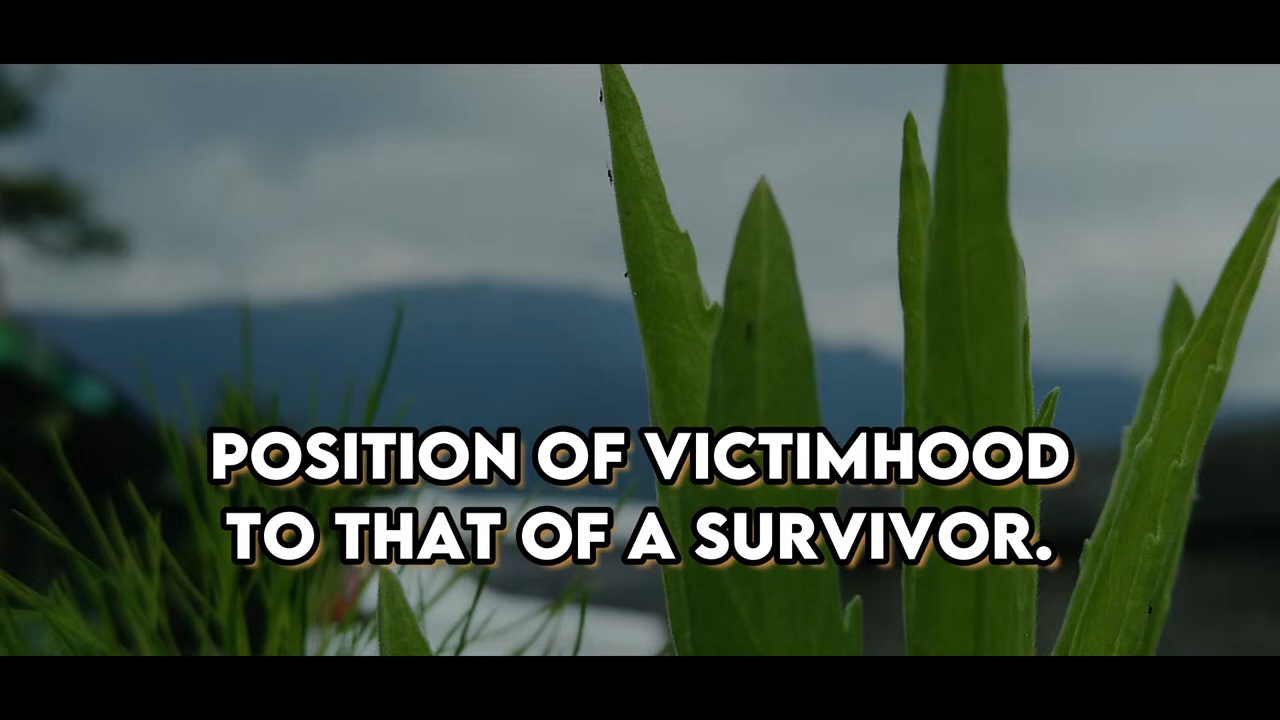 POSITION OF VICTIMHOOD
TO THAT OF A SURVIVOR.